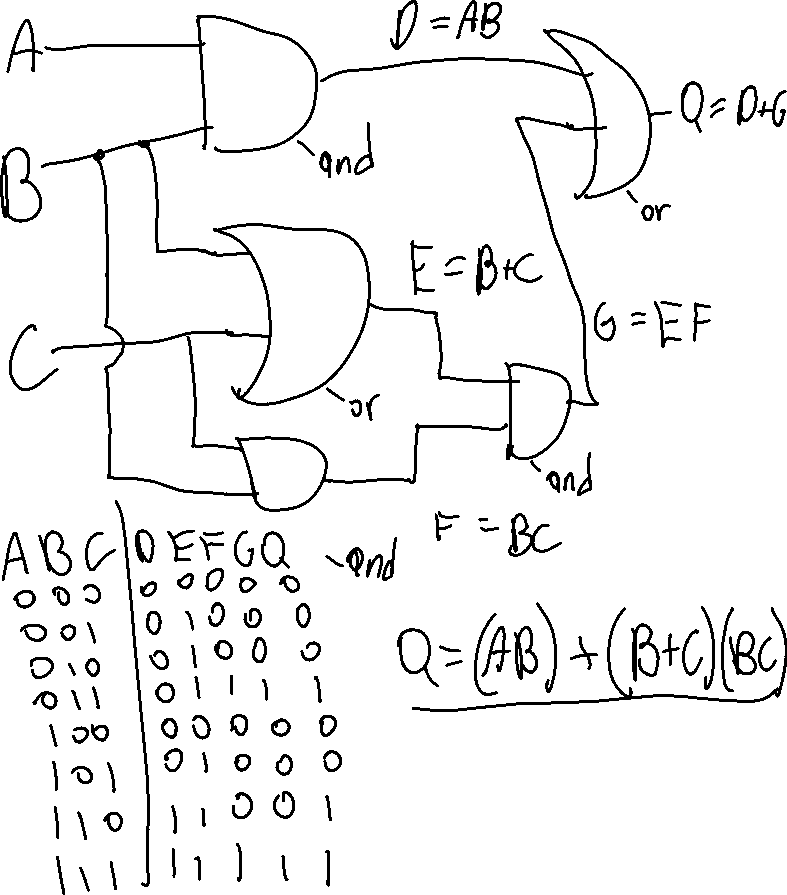 D = AB
A
Q = D+G
and
B
or
E = B+C
G = EF
C
or
and
F = BC
and
A B C D E F G Q
0 0 0 0 0 0 0 0
0 0 1 0 1 0 0 0
0 1 0 0 1 0 0 0
0 1 1 0 1 1 1 1
1 0 0 0 0 0 0 0
1 0 1 0 1 0 0 0
1 1 0 1 1 0 0 1
1 1 1 1 1 1 1 1
Q = (AB) + (B+C)(BC)